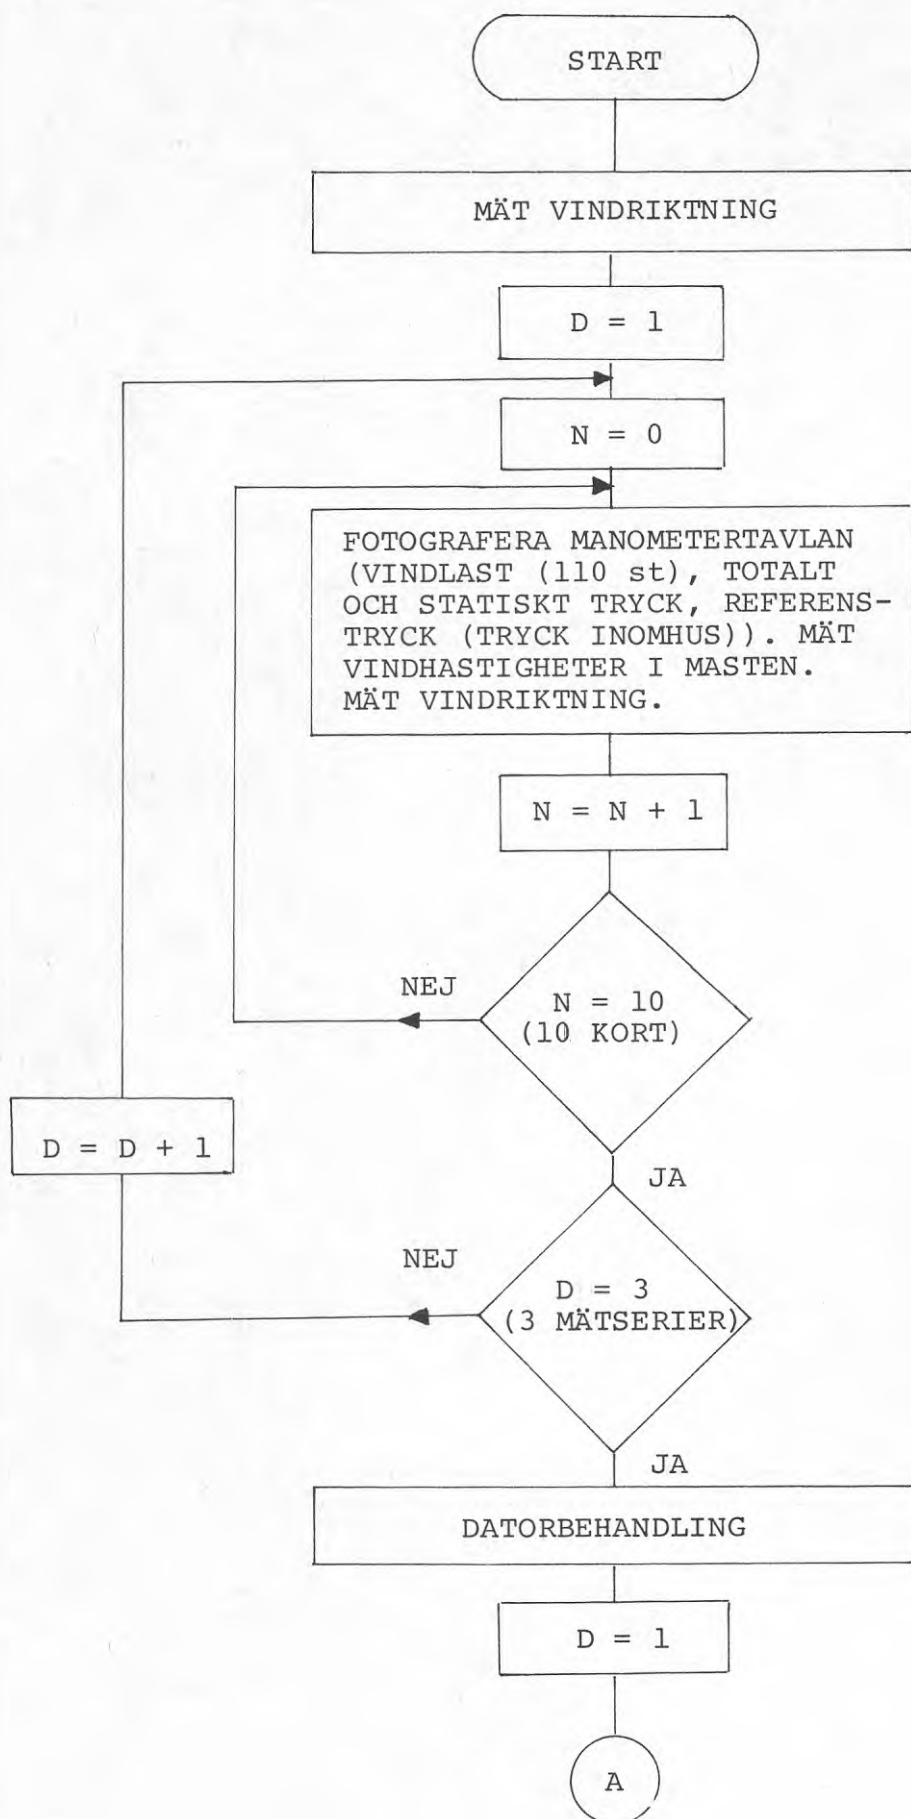 START
MÄT VINDRIKTNING
D = 1
N = 0
FOTOGRAFERA MANOMETERTAVLAN
(VINDLAST (110 st), TOTALT
OCH STATISKT TRYCK, REFERENS-
TRYCK (TRYCK INOMHUS)). MÄT
VINDHASTIGHETER I MASTEN.
MÄT VINDRIKTNING.
N = N + 1
NEJ
N = 10
(10 KORT)
D = D + 1
JA
NEJ
D = 3
(3 MÄTSERIER)
JA
DATORBEHANDLING
D = 1
A